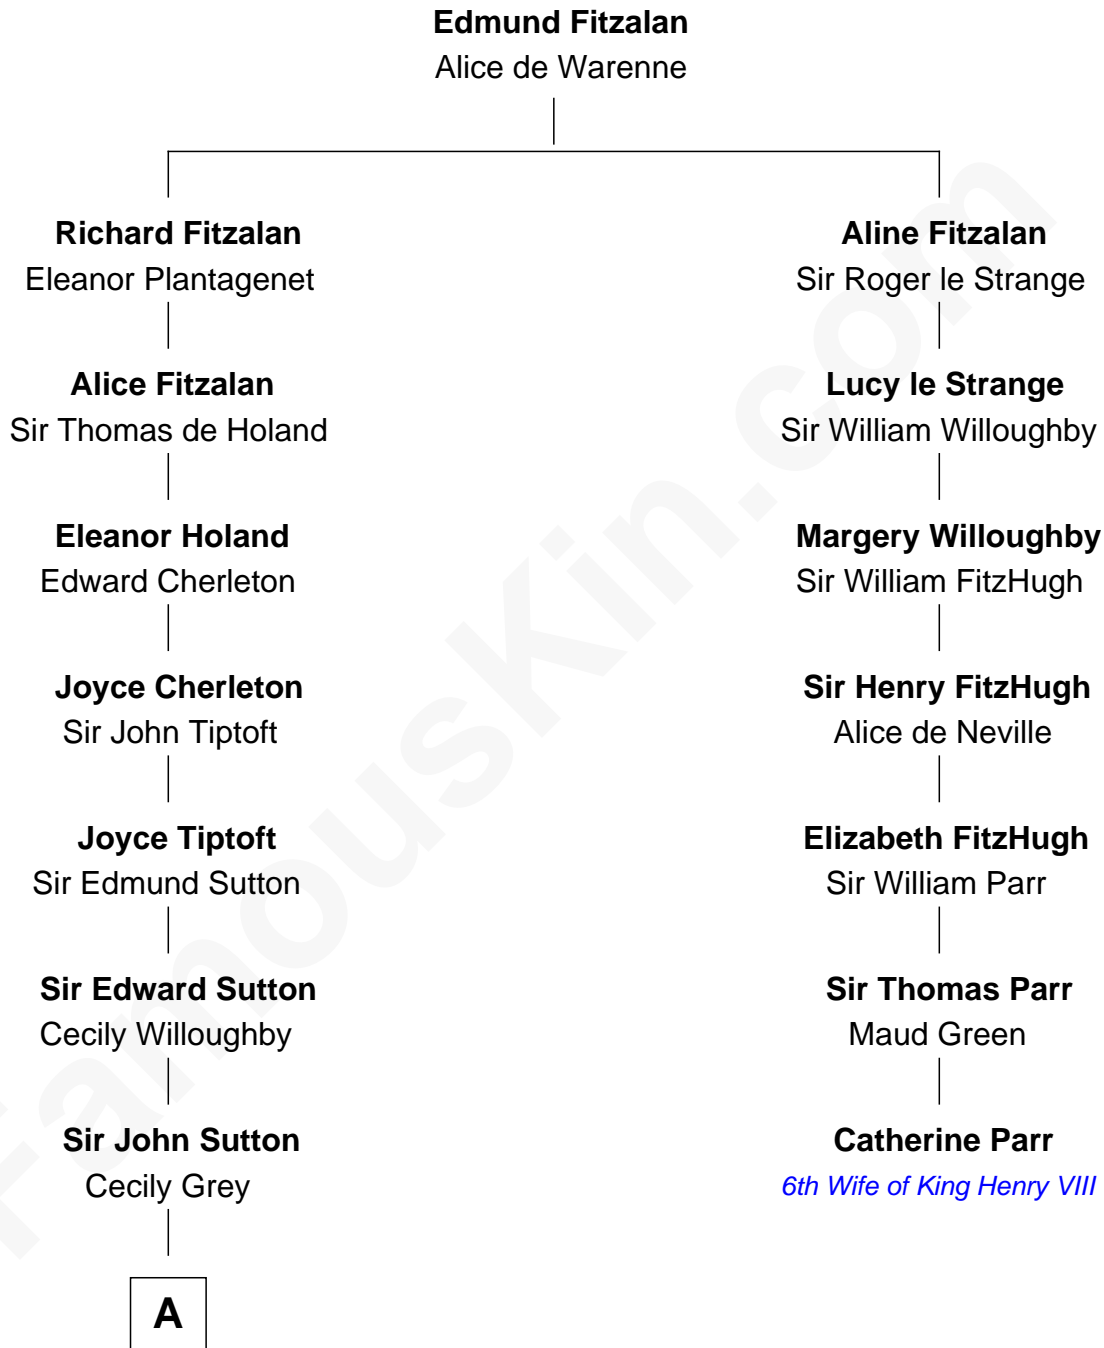 Edmund Fitzalan
Alice de Warenne
Richard Fitzalan
Eleanor Plantagenet
Aline Fitzalan
Sir Roger le Strange
Alice Fitzalan
Sir Thomas de Holand
Lucy le Strange
Sir William Willoughby
Eleanor Holand
Edward Cherleton
Margery Willoughby
Sir William FitzHugh
Joyce Cherleton
Sir John Tiptoft
Sir Henry FitzHugh
Alice de Neville
Joyce Tiptoft
Sir Edmund Sutton
Elizabeth FitzHugh
Sir William Parr
Sir Edward Sutton
Cecily Willoughby
Sir Thomas Parr
Maud Green
Sir John Sutton
Cecily Grey
Catherine Parr
6th Wife of King Henry VIII
A
FamousKin.com